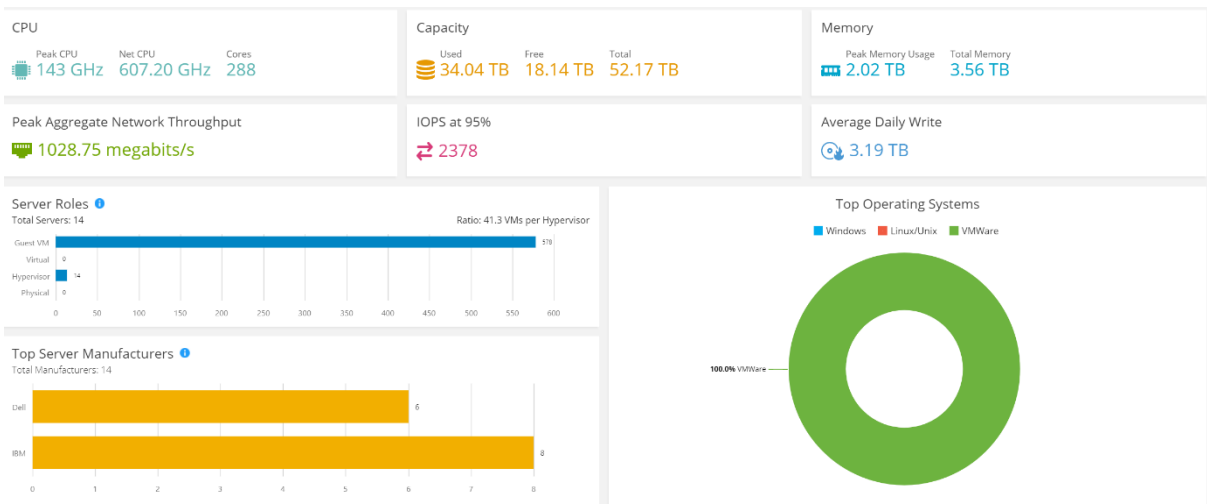 CPU
Peak CPU Net CPU Cores
143 GHz 607.20 GHz 288
Capacity
Used Free Total
34.04 TB 18.14 TB 52.17 TB
Memory
Peak Memory Usage Total Memory
2.02 TB 3.56 TB
Peak Aggregate Network Throughput
1028.75 megabits/s
IOPS at 95%
2378
Average Daily Write
3.19 TB
Server Roles
Total Servers: 14 Ratio: 41.3 VMs per Hypervisor
Guest VM 578
Virtual 0
Hypervisor 14
Physical 0
0 50 100 150 200 250 300 350 400 450 500 550 600
Top Server Manufacturers
Total Manufacturers: 14
Dell 6
IBM 8
0 1 2 3 4 5 6 7 8
Top Operating Systems
Windows Linux/Unix VMWare
100.0% VMWare